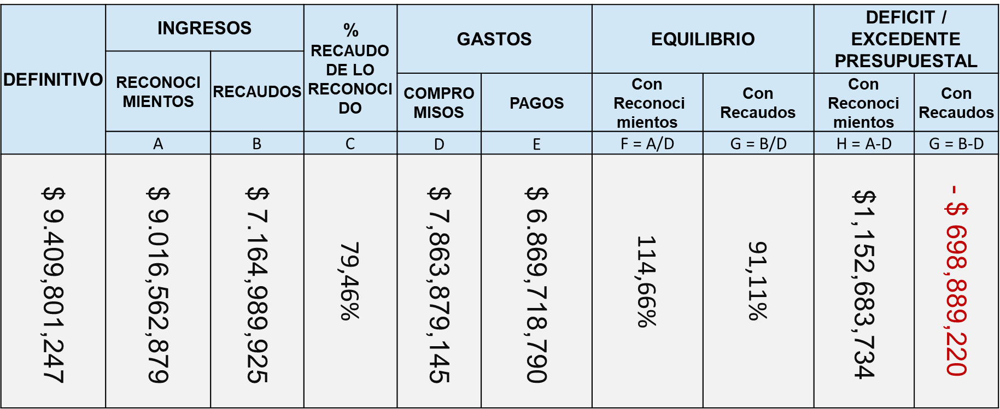 DEFINITIVO
INGRESOS
%
RECAUDO
DE LO
RECONOCI
DO
GASTOS
EQUILIBRIO
DEFICIT /
EXCEDENTE
PRESUPUESTAL
RECONOCI
MIENTOS
RECAUDOS
COMPRO
MISOS
PAGOS
Con
Reconoci
mientos
Con
Recaudos
Con
Reconoci
mientos
Con
Recaudos
A
B
C
D
E
F = A/D
G = B/D
H = A-D
G = B-D
$ 9.409,801,247
$ 9.016,562,879
$ 7.164,989,925
79,46%
$ 7,863,879,145
$ 6.869,718,790
114,66%
91,11%
$1,152,683,734
- $ 698,889,220